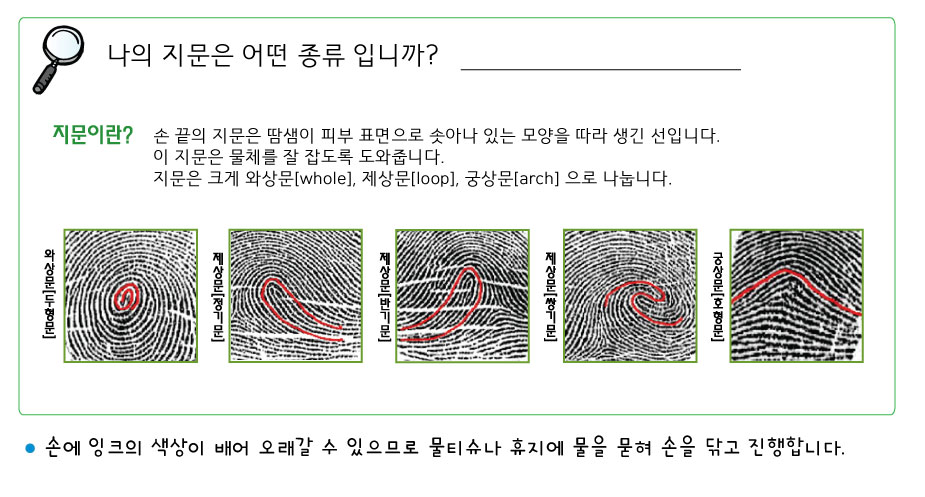 나의 지문은 어떤 종류 입니까?
지문이란?
손 끝의 지문은 땀샘이 피부 표면으로 솟아나 있는 모양을 따라 생긴 선입니다.
이 지문은 물체를 잘 잡도록 도와줍니다.
지문은 크게 와상문[whole], 제상문[loop], 궁상문[arch] 으로 나눕니다.
와상문[두형문]
제상문[정기문]
제상문[반기문]
제상문[쌍기문]
궁상문[호형문]
손에 잉크의 색상이 배어 오래갈 수 있으므로 물티슈나 휴지에 물을 묻혀 손을 닦고 진행합니다.